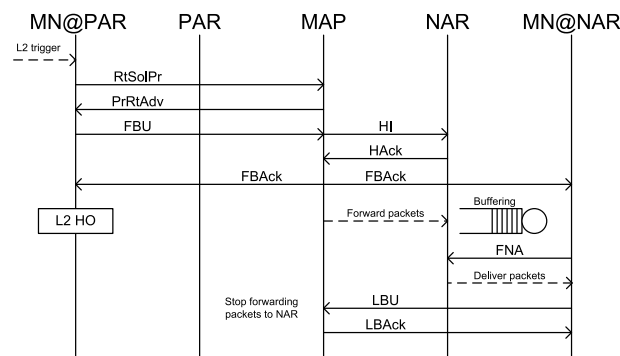 MN@PAR PAR MAP NAR MN@NAR
L2 trigger
RtSolPr
PrRtAdv
FBU HI
HAck
FBAck FBAck
Buffering
L2 HO
Forward packets
FNA
Deliver packets
Stop forwarding
packets to NAR
LBU
LBAck